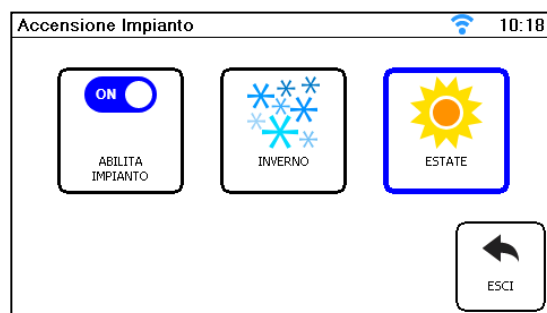 Accensione Impianto 10:18
ON
ABILITA
IMPIANTO
INVERNO
ESTATE
ESCI